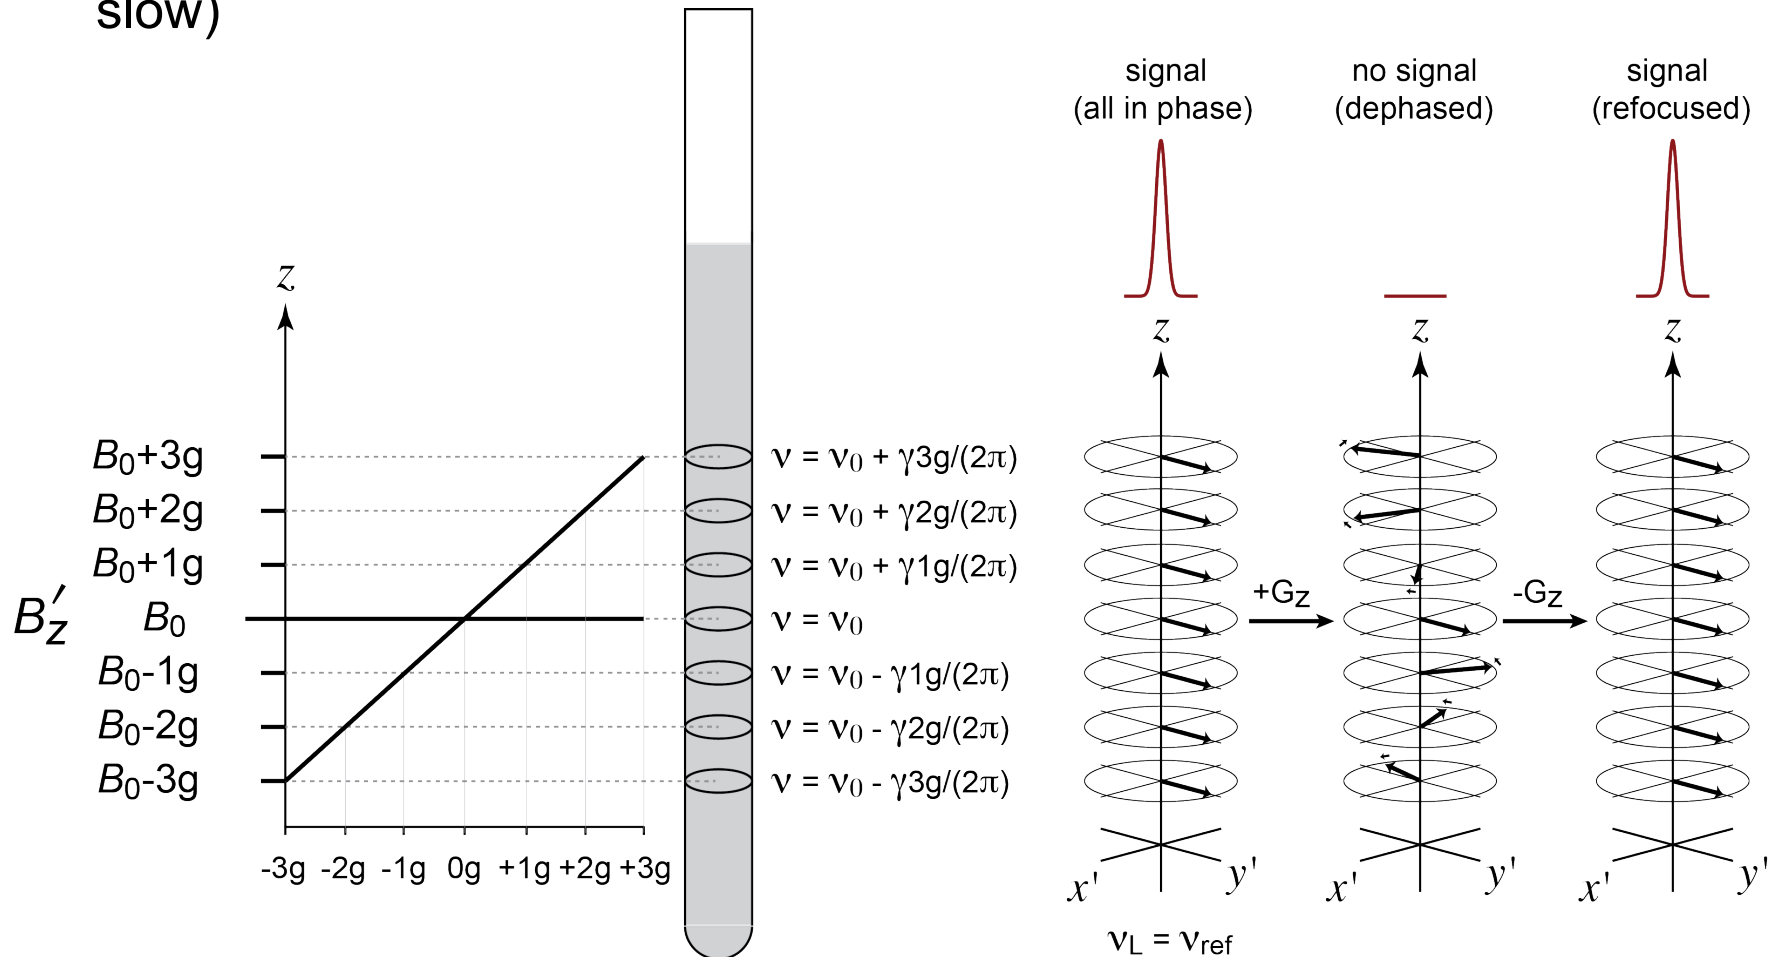 slow)
signal
(all in phase)
no signal
(dephased)
signal
(refocused)
z
z
z
z
B₀+3g
B₀+2g
B₀+1g
B₀
B₀-1g
B₀-2g
B₀-3g
B′z
-3g -2g -1g 0g +1g +2g +3g
ν = ν₀ + γ3g/(2π)
ν = ν₀ + γ2g/(2π)
ν = ν₀ + γ1g/(2π)
ν = ν₀
ν = ν₀ - γ1g/(2π)
ν = ν₀ - γ2g/(2π)
ν = ν₀ - γ3g/(2π)
+Gz
-Gz
x' y'
x' y'
x' y'
νL = νref